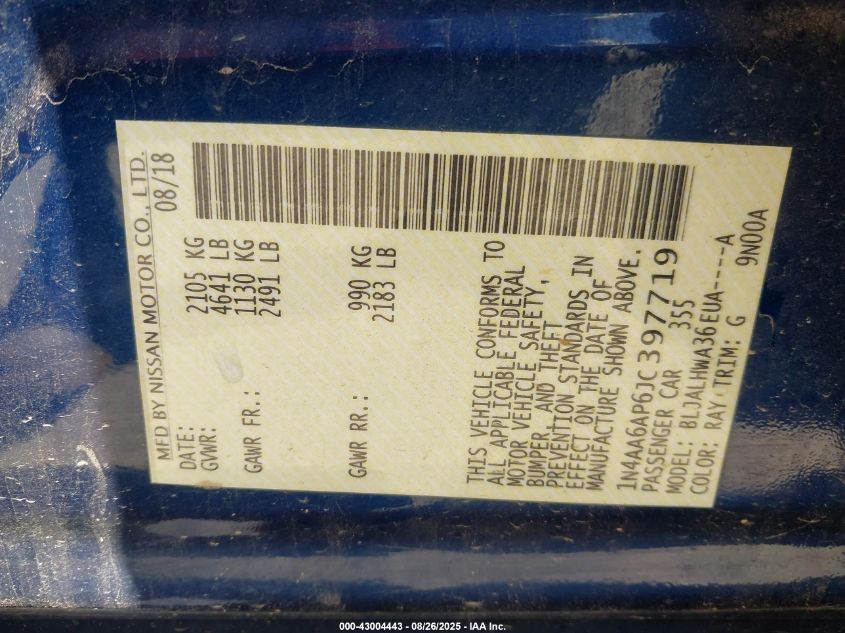 MFD BY NISSAN MOTOR CO., LTD.
DATE: 08/18
GVWR: 2105 KG
4641 LB
GAWR FR.: 1130 KG
2491 LB
GAWR RR.: 990 KG
2183 LB
THIS VEHICLE CONFORMS TO
ALL APPLICABLE FEDERAL
MOTOR VEHICLE SAFETY,
BUMPER, AND THEFT
PREVENTION STANDARDS IN
EFFECT ON THE DATE OF
MANUFACTURE SHOWN ABOVE.
1N4AA6AP6JC397719
PASSENGER CAR 355
MODEL: BLJALHWA36EUA----A
COLOR: RAY TRIM: G 9N00A
000-43004443 - 08/26/2025 - IAA Inc.